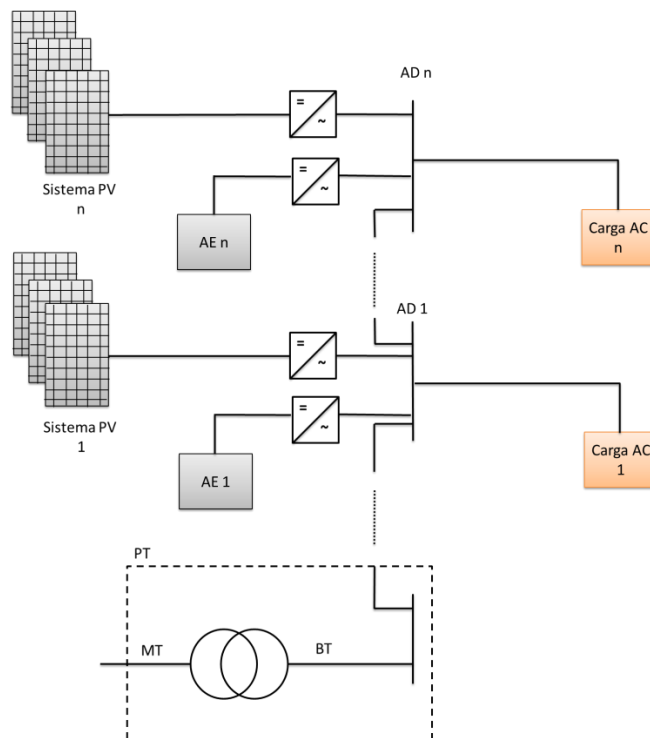 AD n
=
~
=
~
Sistema PV
n
AE n
Carga AC
n
AD 1
=
~
=
~
Sistema PV
1
AE 1
Carga AC
1
PT
MT
BT